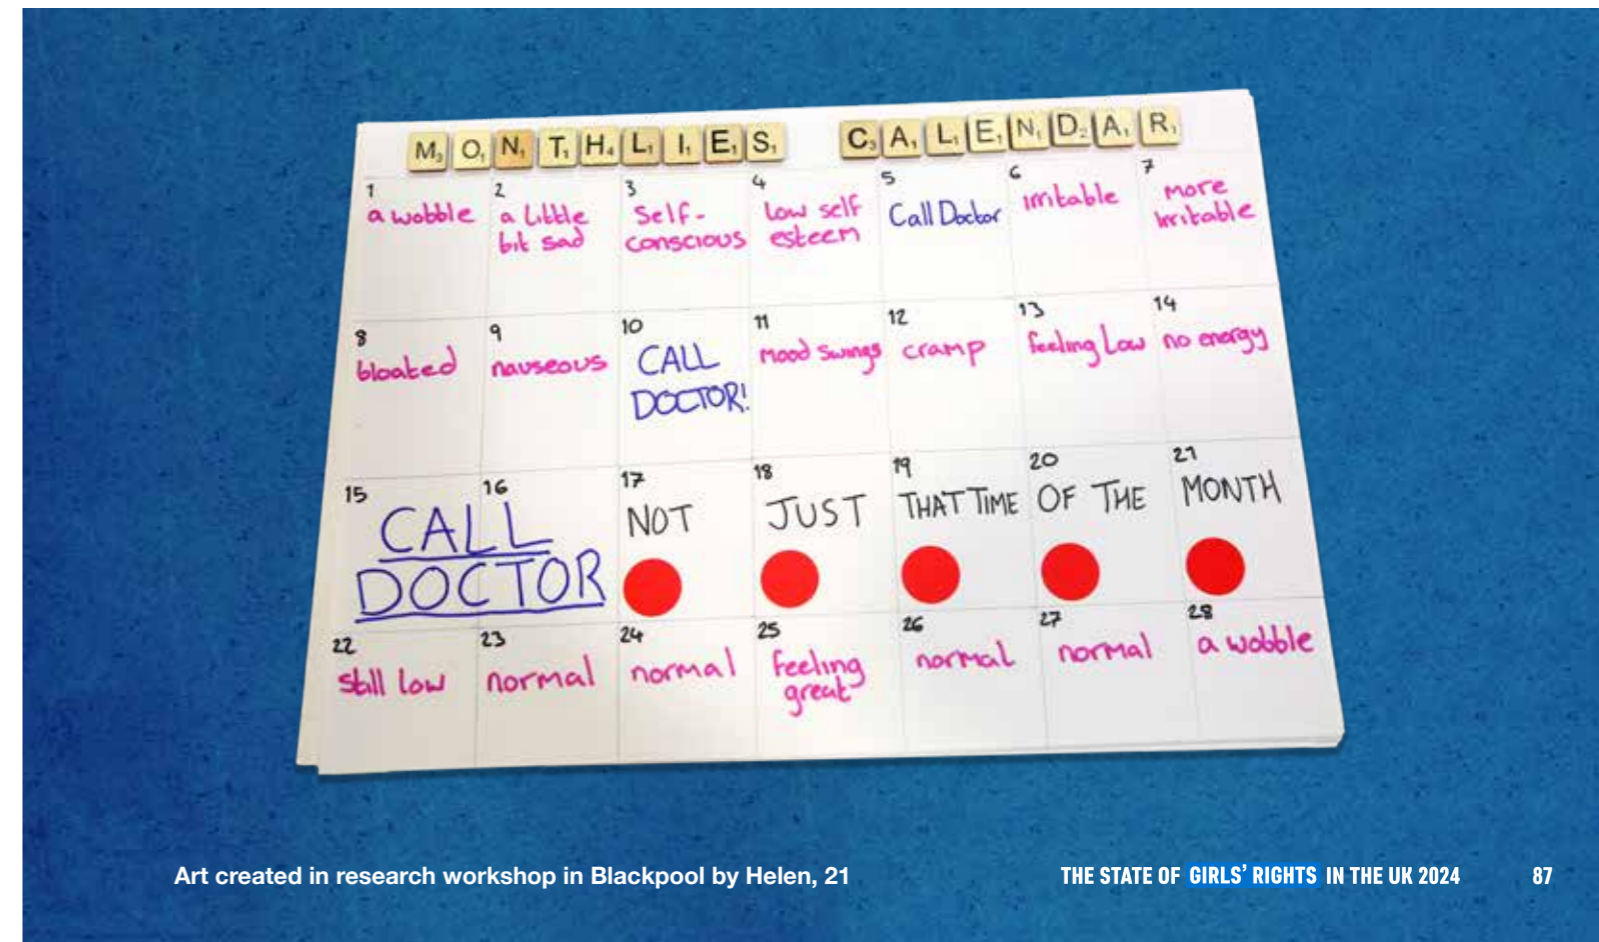 MONTHLIES CALENDAR
1 2 3 4 5 6 7
a wobble
a little
bit sad
Self-
conscious
low self
esteem
Call Doctor
irritable
more
irritable
8 9 10 11 12 13 14
bloated
nauseous
CALL
DOCTOR!
Mood Swings
cramp
feeling Low
no energy
15 16 17 18 19 20 21
CALL
DOCTOR
NOT JUST THAT TIME OF THE MONTH
22 23 24 25 26 27 28
still low
normal
normal
feeling
great
normal
normal
a wobble
Art created in research workshop in Blackpool by Helen, 21
THE STATE OF GIRLS' RIGHTS IN THE UK 2024 87